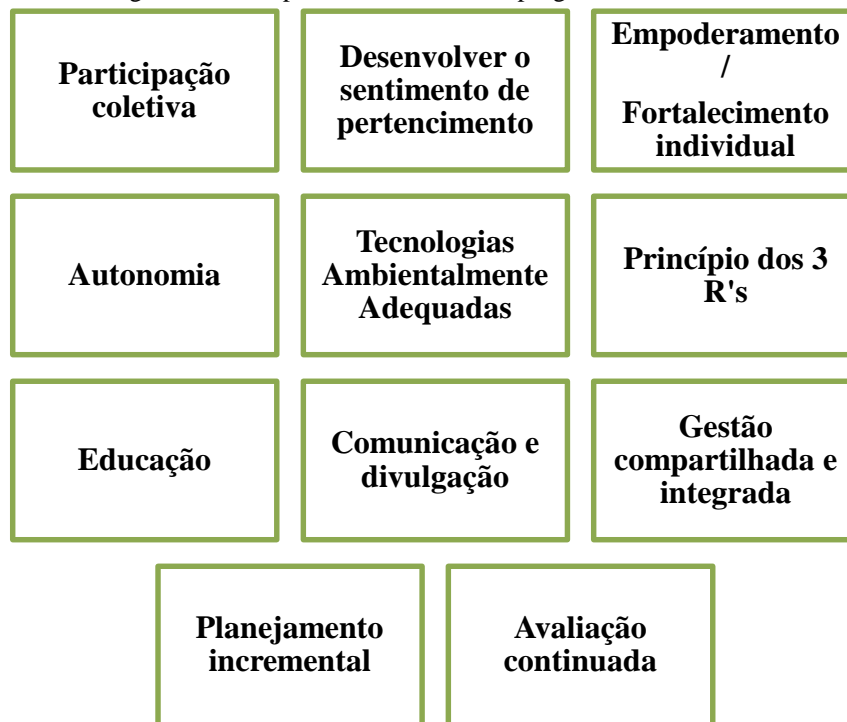 Participação
coletiva
Desenvolver o
sentimento de
pertencimento
Empoderamento
/
Fortalecimento
individual
Autonomia
Tecnologias
Ambientalmente
Adequadas
Princípio dos 3
R's
Educação
Comunicação e
divulgação
Gestão
compartilhada e
integrada
Planejamento
incremental
Avaliação
continuada